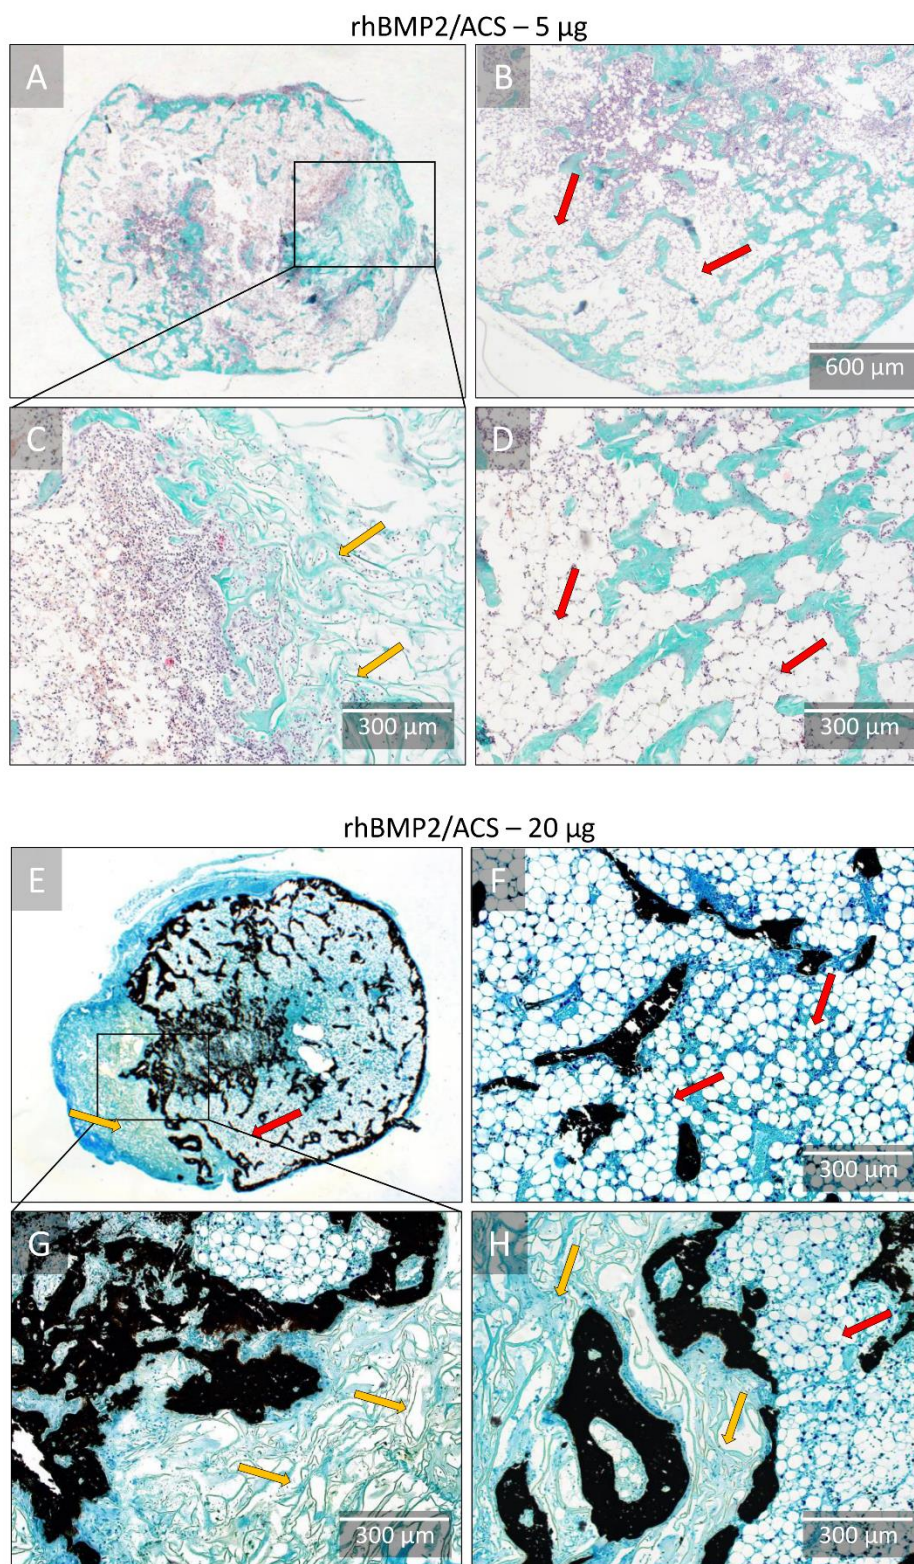 rhBMP2/ACS – 5 µg
A
B
600 µm
C
300 µm
D
300 µm
rhBMP2/ACS – 20 µg
E
F
300 µm
G
300 µm
H
300 µm